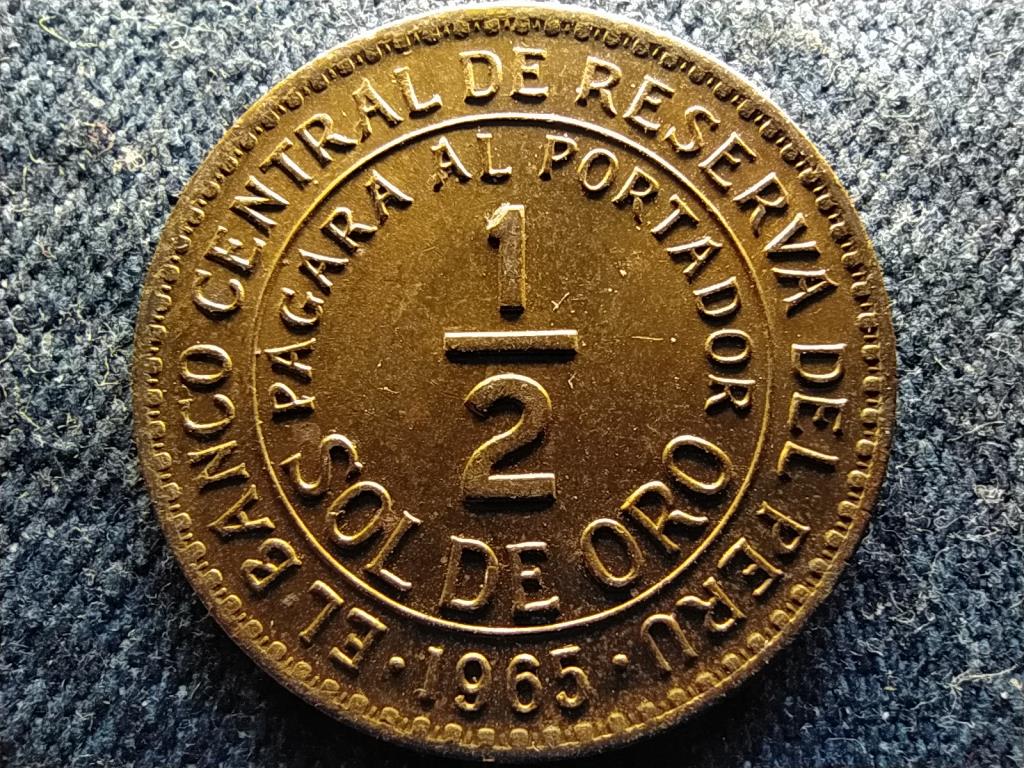 EL BANCO CENTRAL DE RESERVA DEL PERU
PAGARA AL PORTADOR
1
2
SOL DE ORO
· 1965 ·